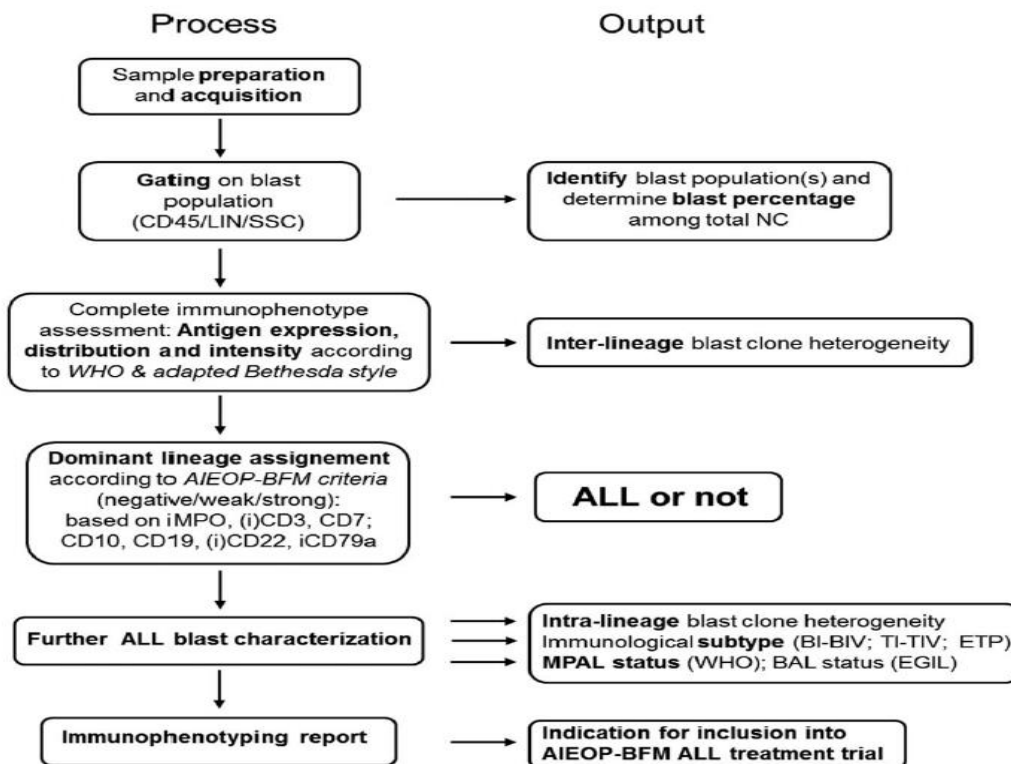 Process
Output
Sample preparation
and acquisition
Gating on blast
population
(CD45/LIN/SSC)
Identify blast population(s) and
determine blast percentage
among total NC
Complete immunophenotype
assessment: Antigen expression,
distribution and intensity according
to WHO & adapted Bethesda style
Inter-lineage blast clone heterogeneity
Dominant lineage assignement
according to AIEOP-BFM criteria
(negative/weak/strong):
based on iMPO, (i)CD3, CD7;
CD10, CD19, (i)CD22, iCD79a
ALL or not
Further ALL blast characterization
Intra-lineage blast clone heterogeneity
Immunological subtype (BI-BIV; TI-TIV; ETP)
MPAL status (WHO); BAL status (EGIL)
Immunophenotyping report
Indication for inclusion into
AIEOP-BFM ALL treatment trial